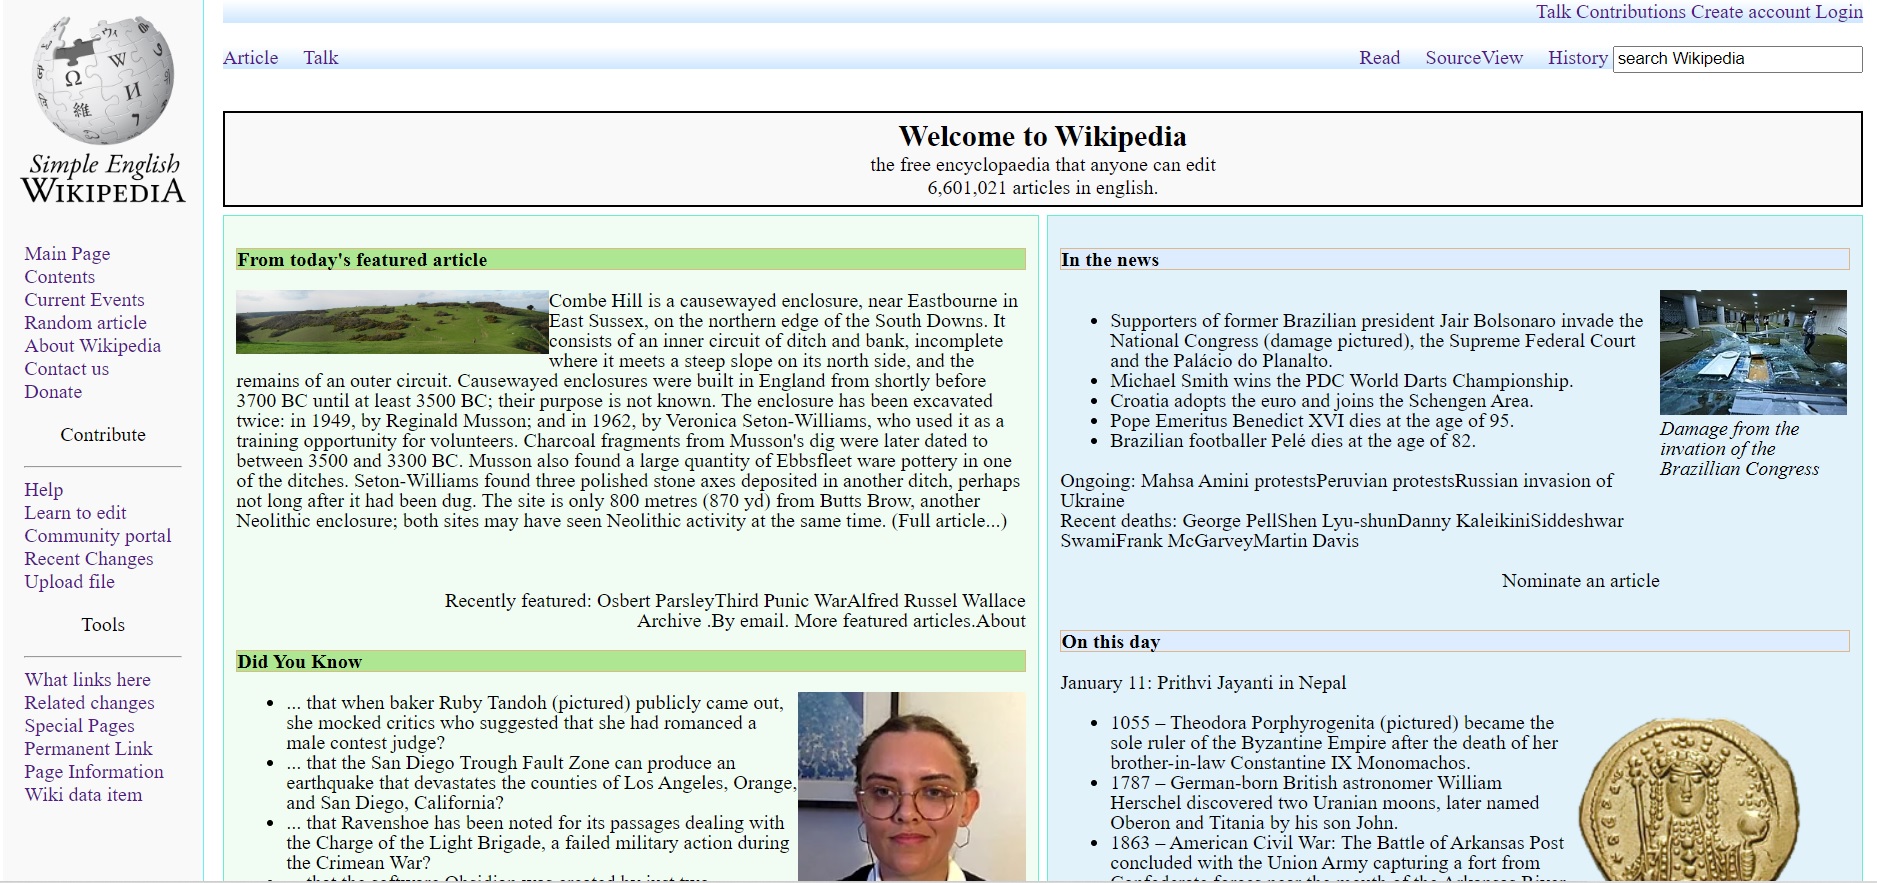 Simple English
WIKIPEDIA
Main Page
Contents
Current Events
Random article
About Wikipedia
Contact us
Donate
Contribute
Help
Learn to edit
Community portal
Recent Changes
Upload file
Tools
What links here
Related changes
Special Pages
Permanent Link
Page Information
Wiki data item
Talk Contributions Create account Login
Article Talk
Read SourceView History search Wikipedia
Welcome to Wikipedia
the free encyclopaedia that anyone can edit
6,601,021 articles in english.
From today's featured article
Combe Hill is a causewayed enclosure, near Eastbourne in
East Sussex, on the northern edge of the South Downs. It
consists of an inner circuit of ditch and bank, incomplete
where it meets a steep slope on its north side, and the
remains of an outer circuit. Causewayed enclosures were built in England from shortly before
3700 BC until at least 3500 BC; their purpose is not known. The enclosure has been excavated
twice: in 1949, by Reginald Musson; and in 1962, by Veronica Seton-Williams, who used it as a
training opportunity for volunteers. Charcoal fragments from Musson's dig were later dated to
between 3500 and 3300 BC. Musson also found a large quantity of Ebbsfleet ware pottery in one
of the ditches. Seton-Williams found three polished stone axes deposited in another ditch, perhaps
not long after it had been dug. The site is only 800 metres (870 yd) from Butts Brow, another
Neolithic enclosure; both sites may have seen Neolithic activity at the same time. (Full article...)
Recently featured: Osbert ParsleyThird Punic WarAlfred Russel Wallace
Archive .By email. More featured articles.About
Did You Know
... that when baker Ruby Tandoh (pictured) publicly came out,
she mocked critics who suggested that she had romanced a
male contest judge?
... that the San Diego Trough Fault Zone can produce an
earthquake that devastates the counties of Los Angeles, Orange,
and San Diego, California?
... that Ravenshoe has been noted for its passages dealing with
the Charge of the Light Brigade, a failed military action during
the Crimean War?
In the news
Supporters of former Brazilian president Jair Bolsonaro invade the
National Congress (damage pictured), the Supreme Federal Court
and the Palácio do Planalto.
Michael Smith wins the PDC World Darts Championship.
Croatia adopts the euro and joins the Schengen Area.
Pope Emeritus Benedict XVI dies at the age of 95.
Brazilian footballer Pelé dies at the age of 82.
Damage from the
invation of the
Brazillian Congress
Ongoing: Mahsa Amini protestsPeruvian protestsRussian invasion of
Ukraine
Recent deaths: George PellShen Lyu-shunDanny KaleikiniSiddeshwar
SwamiFrank McGarveyMartin Davis
Nominate an article
On this day
January 11: Prithvi Jayanti in Nepal
1055 – Theodora Porphyrogenita (pictured) became the
sole ruler of the Byzantine Empire after the death of her
brother-in-law Constantine IX Monomachos.
1787 – German-born British astronomer William
Herschel discovered two Uranian moons, later named
Oberon and Titania by his son John.
1863 – American Civil War: The Battle of Arkansas Post
concluded with the Union Army capturing a fort from